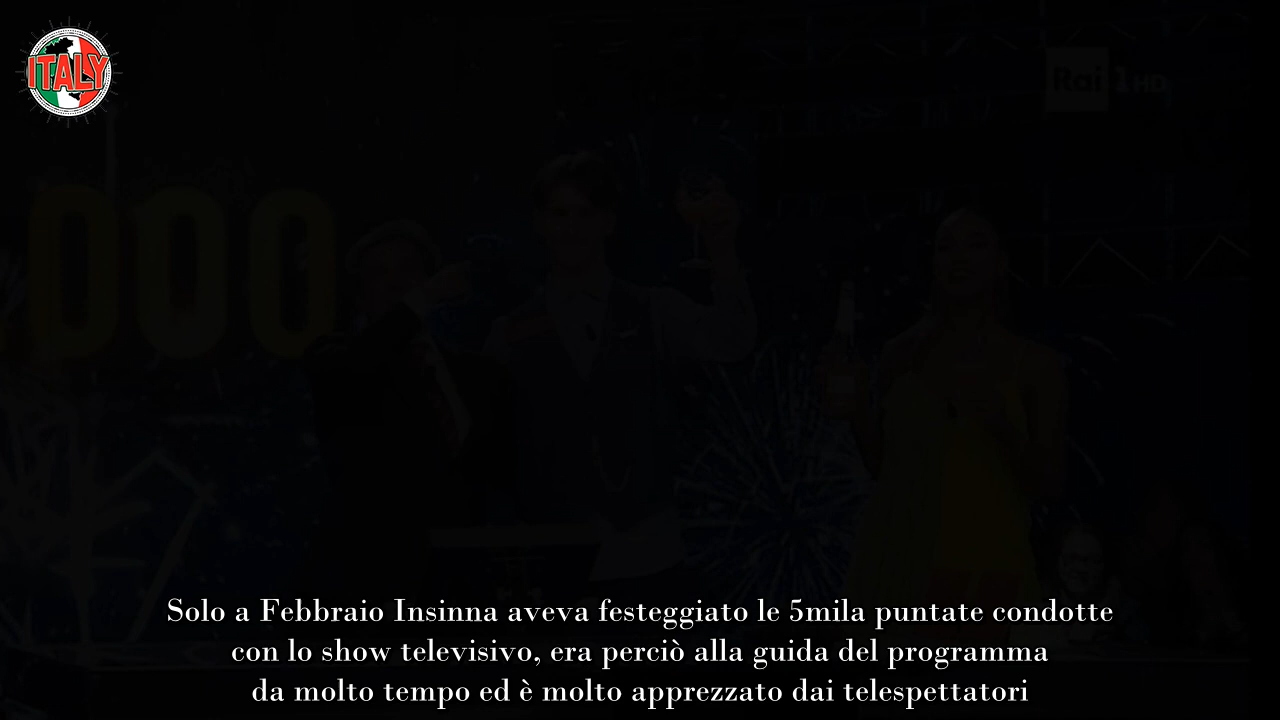 ITALY
Rai 1 HD
000
Solo a Febbraio Insinna aveva festeggiato le 5mila puntate condotte
con lo show televisivo, era perciò alla guida del programma
da molto tempo ed è molto apprezzato dai telespettatori